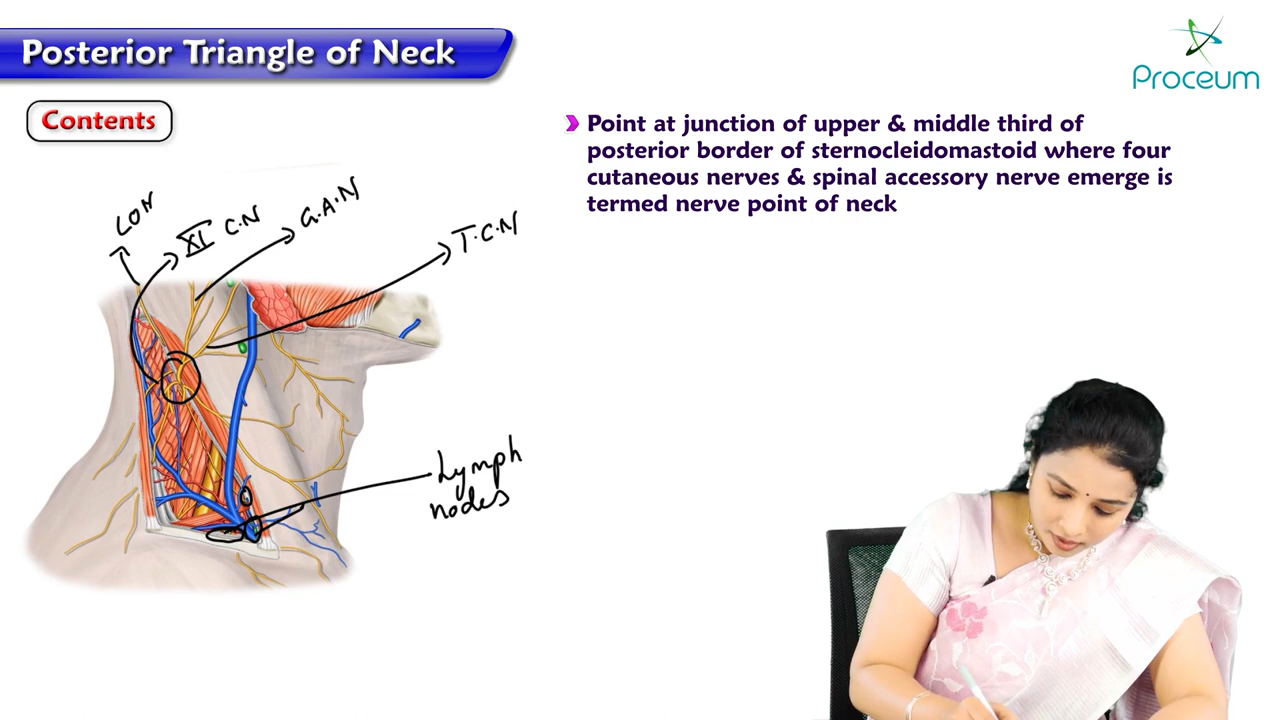 Posterior Triangle of Neck
Proceum
Contents
Point at junction of upper & middle third of
posterior border of sternocleidomastoid where four
cutaneous nerves & spinal accessory nerve emerge is
termed nerve point of neck
LON
XI C.N
G.A.N
T.C.N
Lymph
nodes